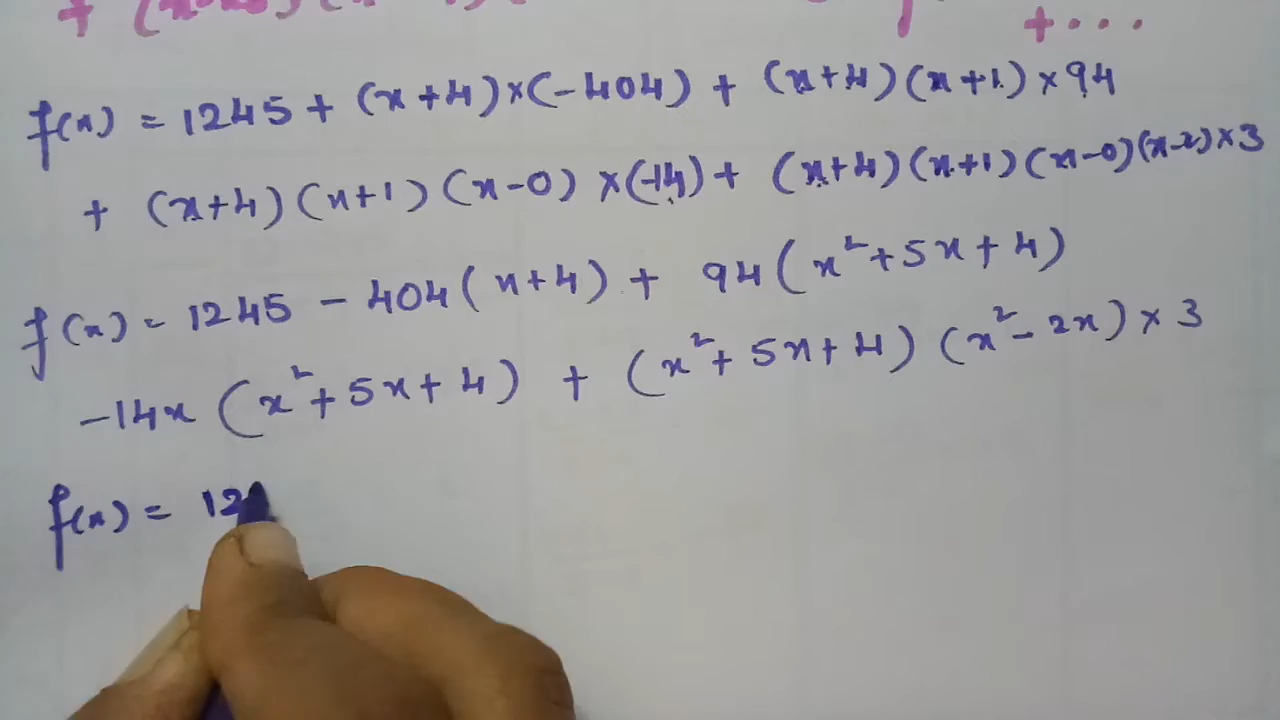 + ...
f(x) = 1245 + (x+4)×(-404) + (x+4)(x+1)×94
+ (x+4)(x+1)(x-0)×(-14) + (x+4)(x+1)(x-0)(x-2)×3
f(x) = 1245 - 404(x+4) + 94(x²+5x+4)
-14x(x²+5x+4) + (x²+5x+4)(x²-2x)×3
f(x) = 12